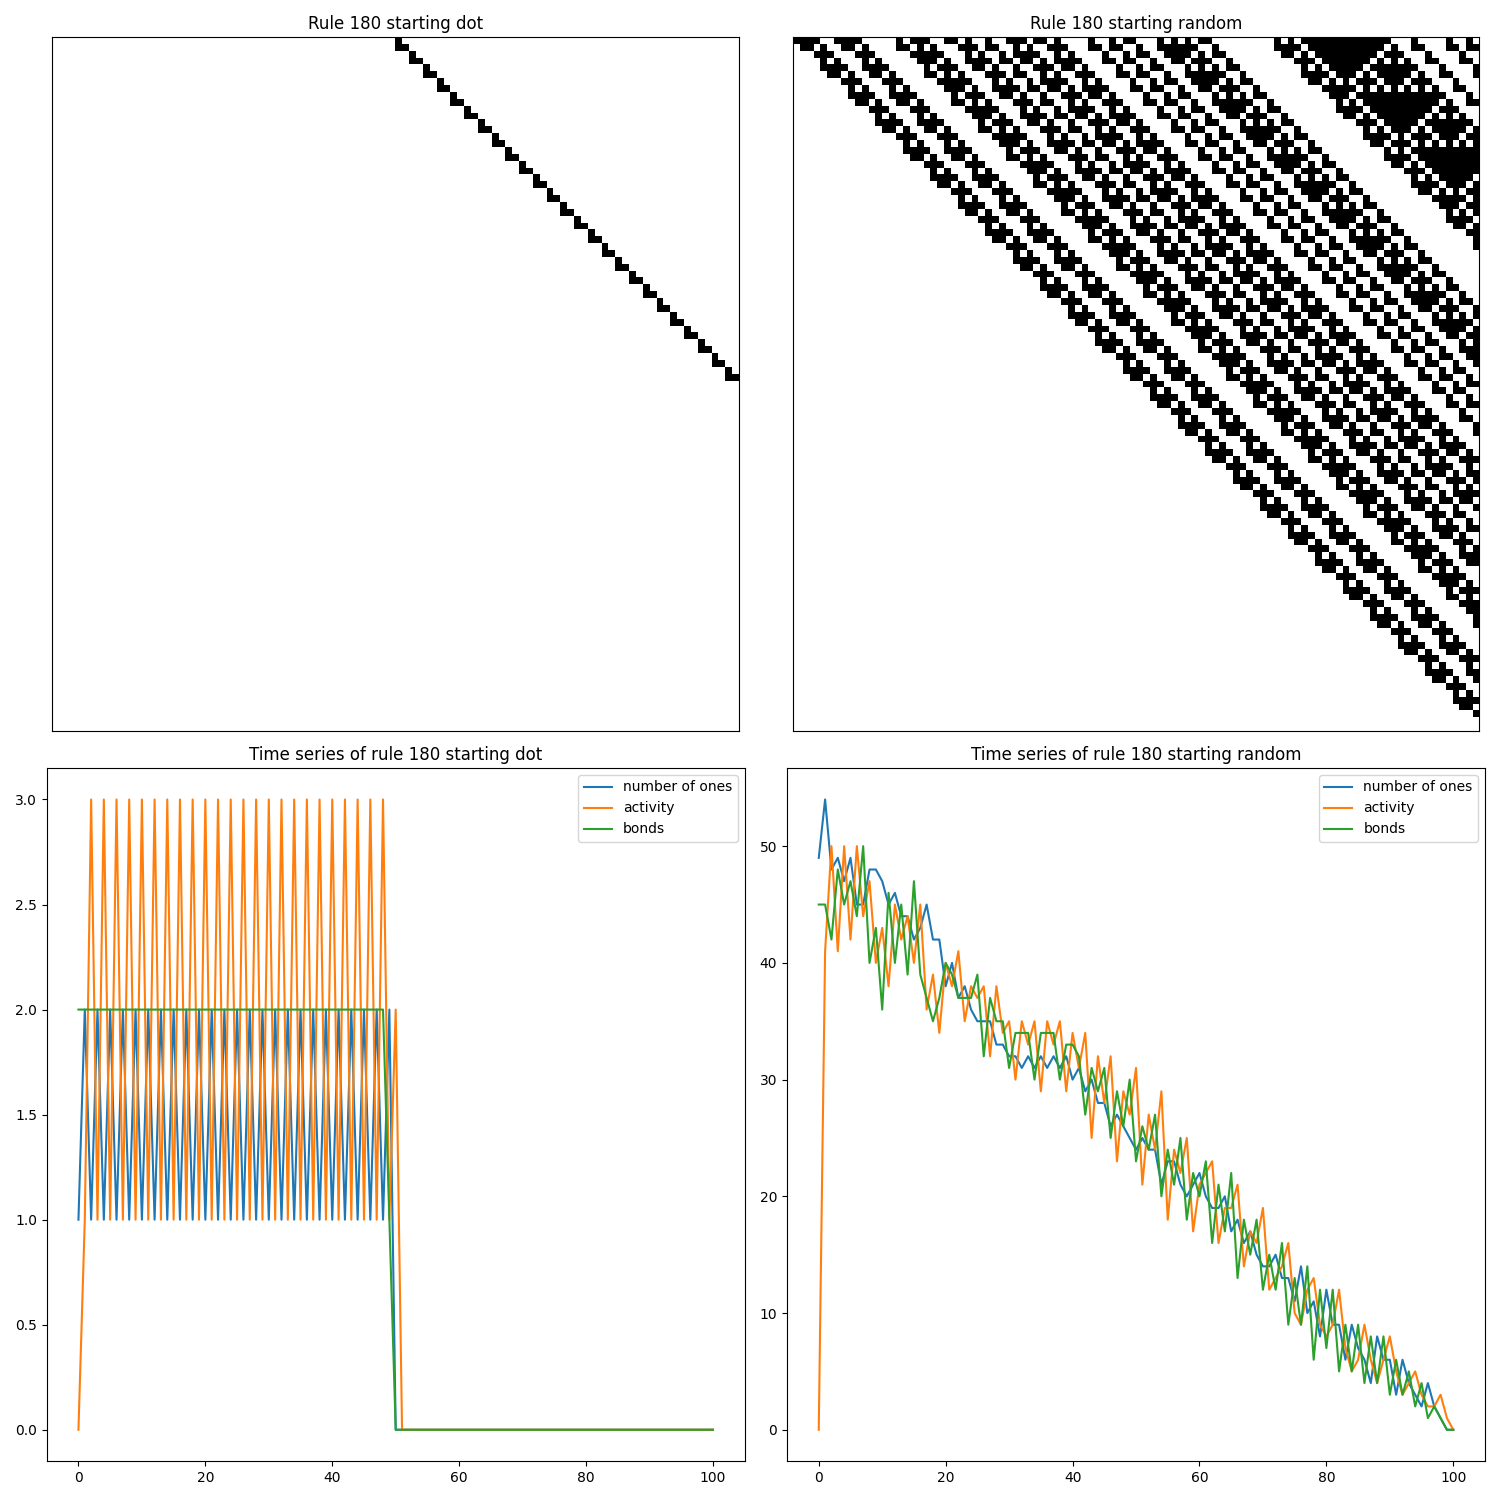 Rule 180 starting dot
Rule 180 starting random
Time series of rule 180 starting dot
3.0
2.5
2.0
1.5
1.0
0.5
0.0
0 20 40 60 80 100
number of ones
activity
bonds
Time series of rule 180 starting random
50
40
30
20
10
0
0 20 40 60 80 100
number of ones
activity
bonds